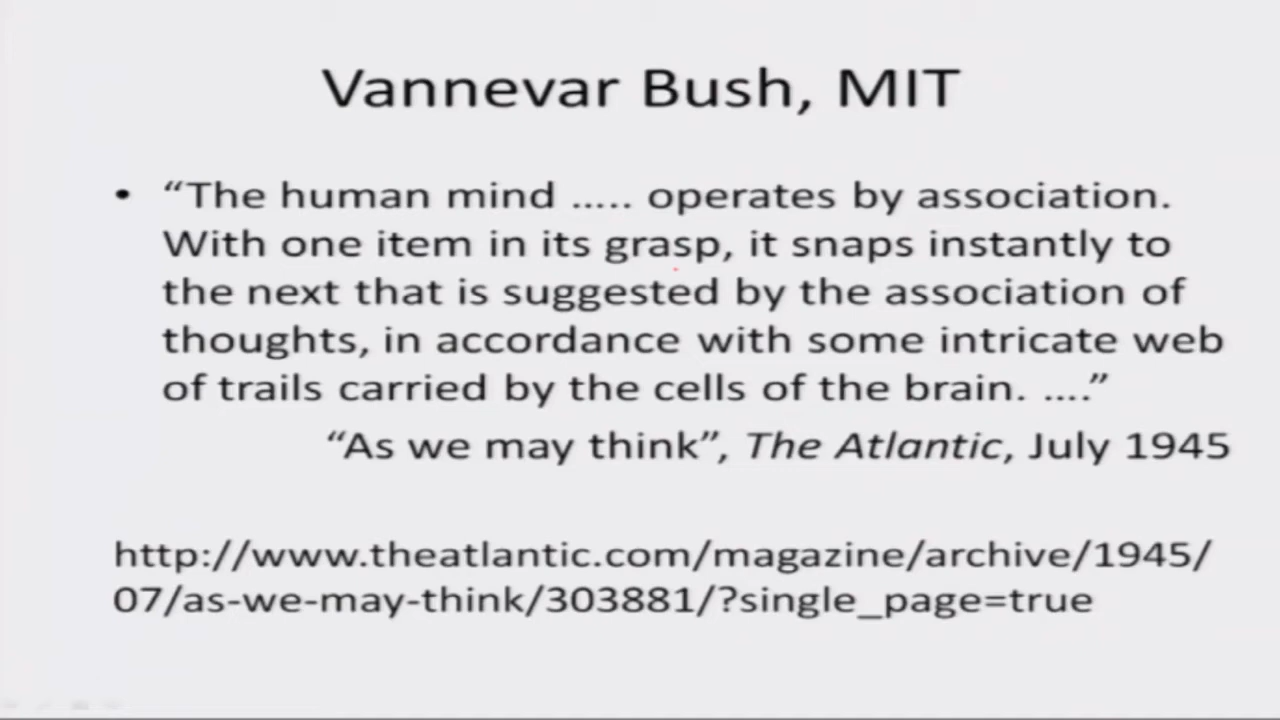 Vannevar Bush, MIT
• “The human mind ..... operates by association.
With one item in its grasp, it snaps instantly to
the next that is suggested by the association of
thoughts, in accordance with some intricate web
of trails carried by the cells of the brain. ....”
“As we may think”, The Atlantic, July 1945
http://www.theatlantic.com/magazine/archive/1945/
07/as-we-may-think/303881/?single_page=true